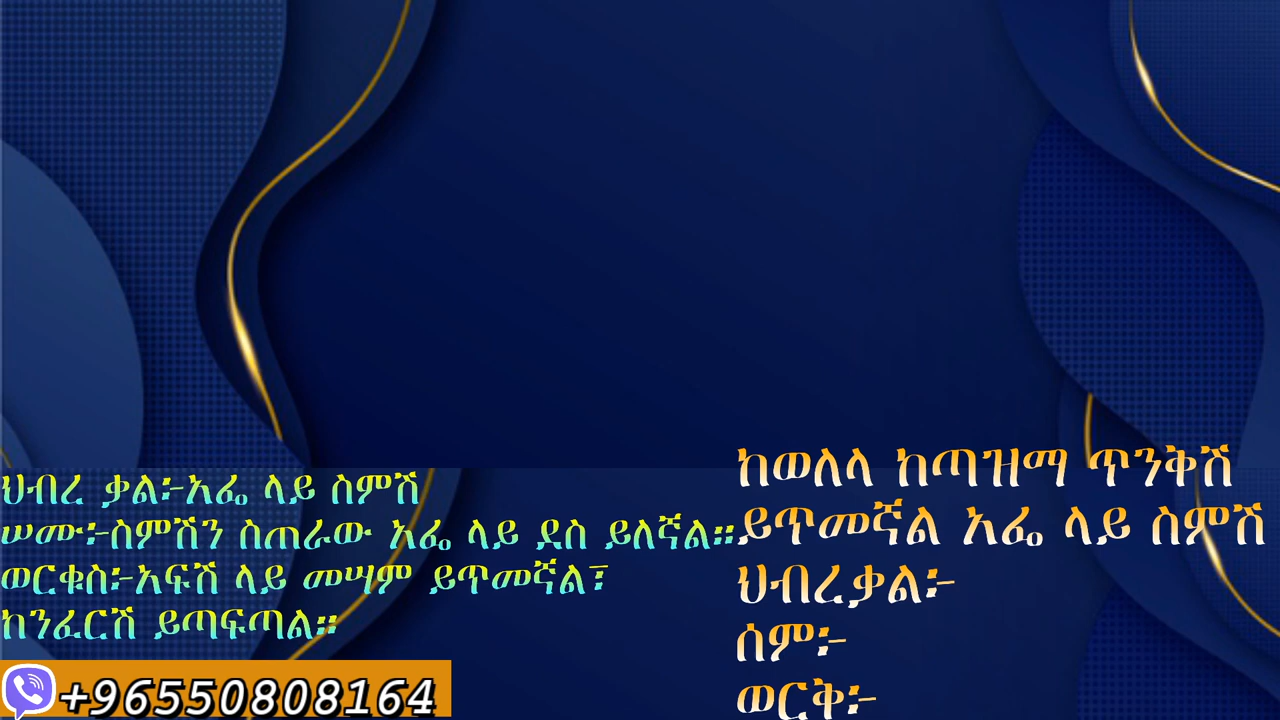 ከወለላ ከጣዝማ ጥንቅሽ
ይጥመኛል አፌ ላይ ስምሽ
ህብረቃል፦
ሰም፦
ወርቅ፦
ህብረ ቃል፦አፌ ላይ ስምሽ
ሠሙ፦ስምሽን ስጠራው አፌ ላይ ደስ ይለኛል።
ወርቁስ፦አፍሽ ላይ መሣም ይጥመኛል፣
ከንፈርሽ ይጣፍጣል።
+96550808164